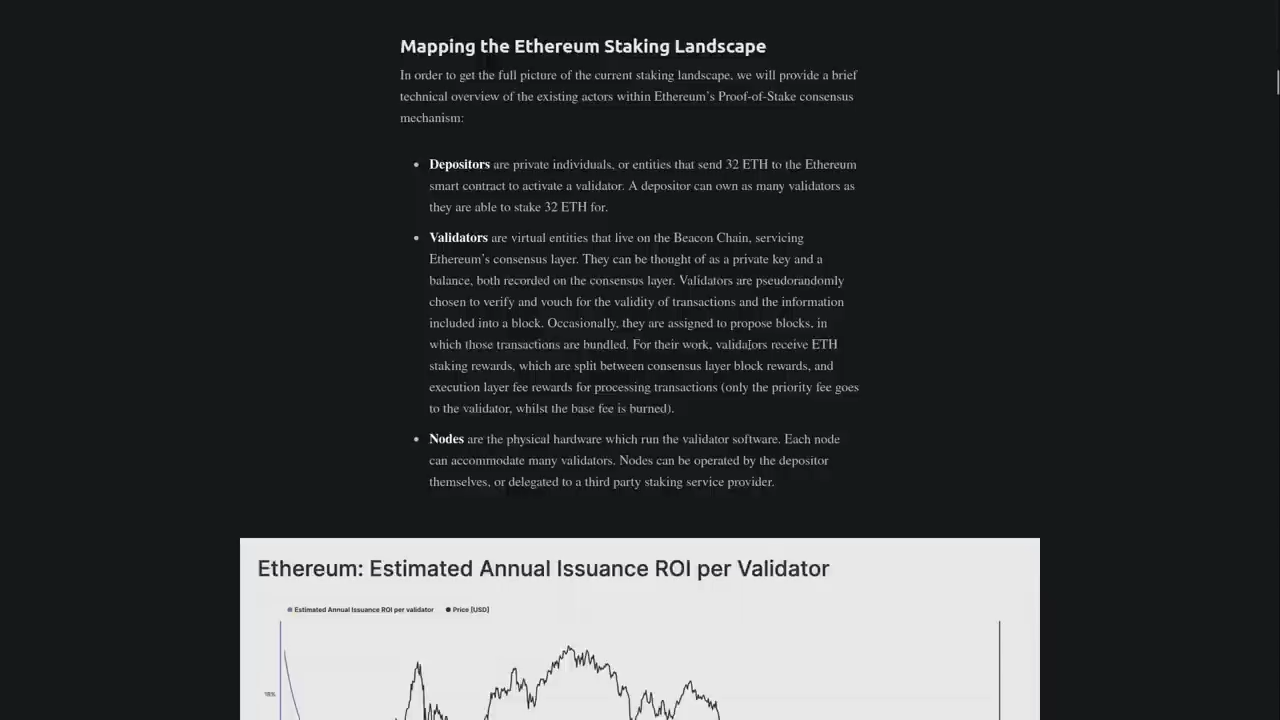 Mapping the Ethereum Staking Landscape
In order to get the full picture of the current staking landscape, we will provide a brief
technical overview of the existing actors within Ethereum’s Proof-of-Stake consensus
mechanism:
Depositors are private individuals, or entities that send 32 ETH to the Ethereum
smart contract to activate a validator. A depositor can own as many validators as
they are able to stake 32 ETH for.
Validators are virtual entities that live on the Beacon Chain, servicing
Ethereum’s consensus layer. They can be thought of as a private key and a
balance, both recorded on the consensus layer. Validators are pseudorandomly
chosen to verify and vouch for the validity of transactions and the information
included into a block. Occasionally, they are assigned to propose blocks, in
which those transactions are bundled. For their work, validators receive ETH
staking rewards, which are split between consensus layer block rewards, and
execution layer fee rewards for processing transactions (only the priority fee goes
to the validator, whilst the base fee is burned).
Nodes are the physical hardware which run the validator software. Each node
can accommodate many validators. Nodes can be operated by the depositor
themselves, or delegated to a third party staking service provider.
Ethereum: Estimated Annual Issuance ROI per Validator
Estimated Annual Issuance ROI per validator Price [USD]
18%